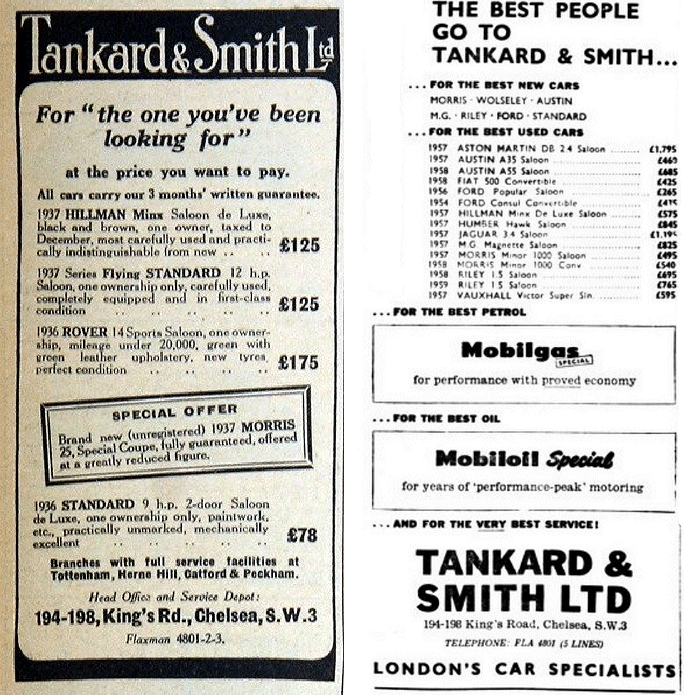 Tankard & Smith Ltd
For "the one you've been
looking for"
at the price you want to pay.
All cars carry our 3 months' written guarantee.
1937 HILLMAN Minx Saloon de Luxe,
black and brown, one owner, taxed to
December, most carefully used and practi-
cally indistinguishable from new .. .. £125
1937 Series Flying STANDARD 12 h.p.
Saloon, one ownership only, carefully used,
completely equipped and in first-class
condition .. .. .. .. .. £125
1936 ROVER 14 Sports Saloon, one owner-
ship, mileage under 20,000, green with
green leather upholstery, new tyres,
perfect condition .. .. .. .. £175
SPECIAL OFFER
Brand new (unregistered) 1937 MORRIS
25, Special Coupe, fully guaranteed, offered
at a greatly reduced figure.
1936 STANDARD 9 h.p. 2-door Saloon
de Luxe, one ownership only, paintwork,
etc., practically unmarked, mechanically
excellent .. .. .. .. .. £78
Branches with full service facilities at
Tottenham, Herne Hill, Catford & Peckham.
Head Office and Service Depot:
194-198, King's Rd., Chelsea, S.W.3
Flaxman 4801-2-3.
THE BEST PEOPLE
GO TO
TANKARD & SMITH...
...FOR THE BEST NEW CARS
MORRIS · WOLSELEY · AUSTIN
M.G. · RILEY · FORD · STANDARD
...FOR THE BEST USED CARS
1957 ASTON MARTIN DB 2.4 Saloon ........ £1,795
1957 AUSTIN A35 Saloon ........ £460
1958 AUSTIN A55 Saloon ........ £685
1958 FIAT 500 Convertible ........ £425
1956 FORD Popular Saloon ........ £265
1954 FORD Consul Convertible ........ £415
1957 HILLMAN Minx De Luxe Saloon ........ £575
1957 HUMBER Hawk Saloon ........ £845
1957 JAGUAR 3.4 Saloon ........ £1,195
1957 M.G. Magnette Saloon ........ £825
1957 MORRIS Minor 1000 Saloon ........ £495
1958 MORRIS Minor 1000 Conv ........ £540
1958 RILEY 1.5 Saloon ........ £695
1959 RILEY 1.5 Saloon ........ £765
1957 VAUXHALL Victor Super Sln. ........ £595
...FOR THE BEST PETROL
Mobilgas
SPECIAL
for performance with proved economy
...FOR THE BEST OIL
Mobiloil Special
for years of 'performance-peak' motoring
...AND FOR THE VERY BEST SERVICE!
TANKARD &
SMITH LTD
194-198 King's Road, Chelsea, S.W.3
TELEPHONE: FLA 4801 (5 LINES)
LONDON'S CAR SPECIALISTS